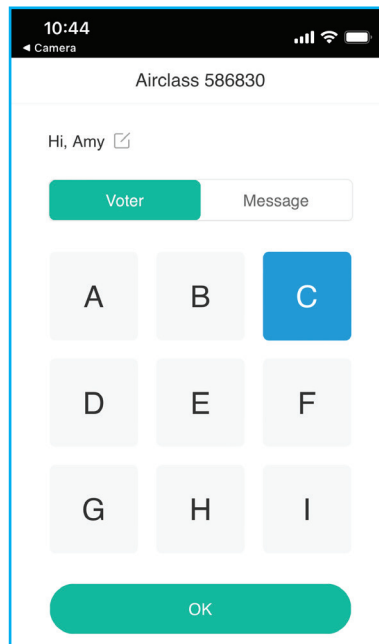 10:44
◀ Camera
Airclass 586830
Hi, Amy
Voter Message
A B C
D E F
G H I
OK